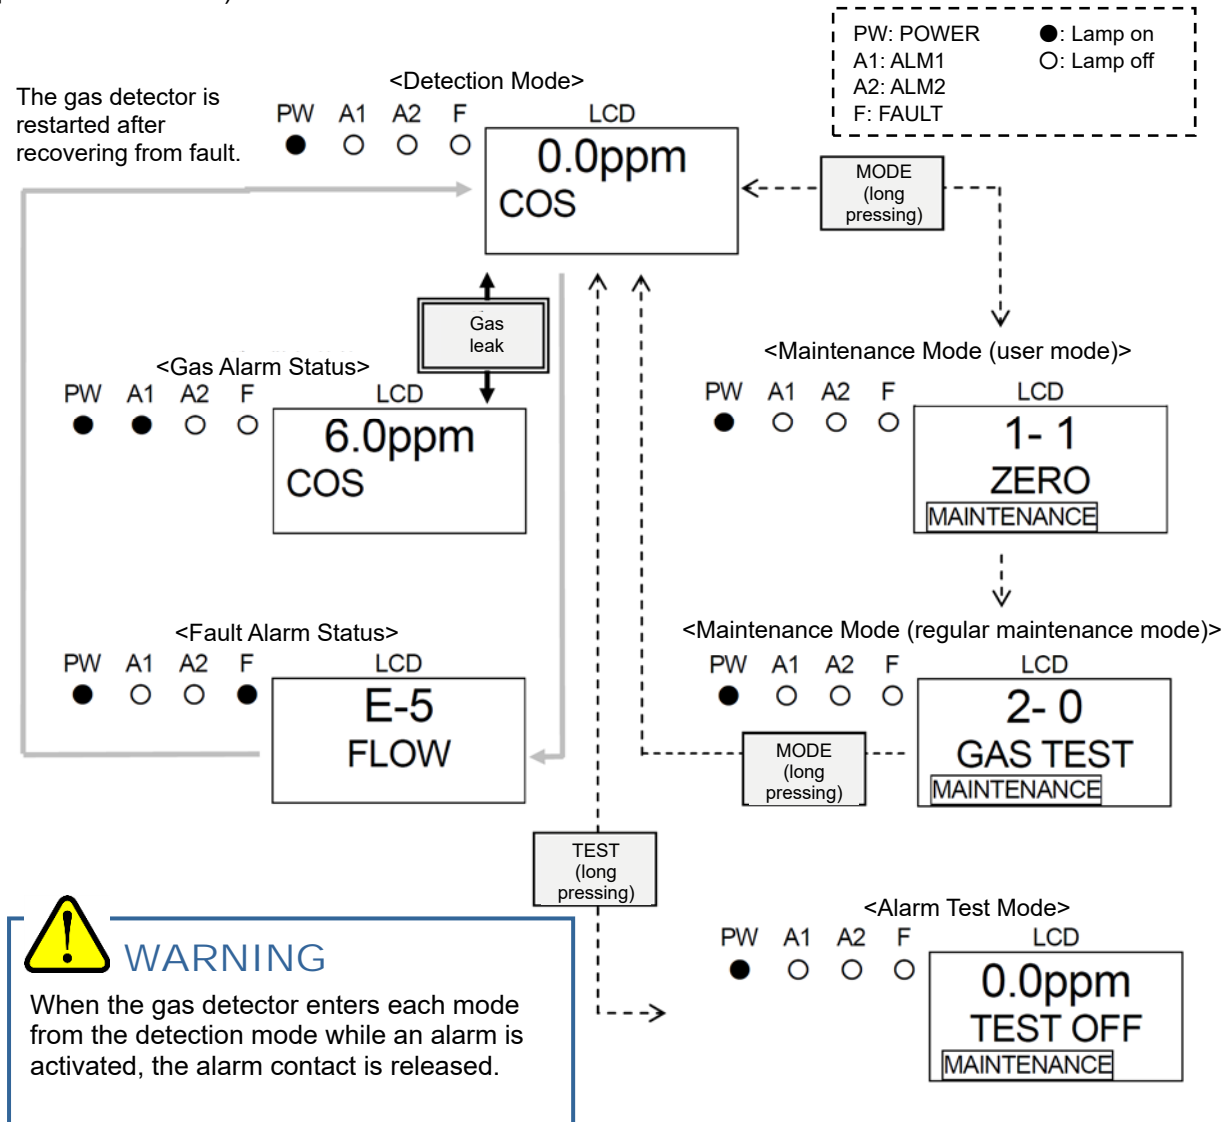 PW: POWER
●: Lamp on
A1: ALM1
○: Lamp off
A2: ALM2
F: FAULT
<Detection Mode>
The gas detector is
restarted after
recovering from fault.
PW A1 A2 F LCD
0.0ppm
COS
MODE
(long
pressing)
Gas
leak
<Gas Alarm Status>
PW A1 A2 F LCD
6.0ppm
COS
<Maintenance Mode (user mode)>
PW A1 A2 F LCD
1- 1
ZERO
MAINTENANCE
<Fault Alarm Status>
PW A1 A2 F LCD
E-5
FLOW
<Maintenance Mode (regular maintenance mode)>
PW A1 A2 F LCD
2- 0
GAS TEST
MAINTENANCE
MODE
(long
pressing)
TEST
(long
pressing)
<Alarm Test Mode>
PW A1 A2 F LCD
0.0ppm
TEST OFF
MAINTENANCE
WARNING
When the gas detector enters each mode
from the detection mode while an alarm is
activated, the alarm contact is released.